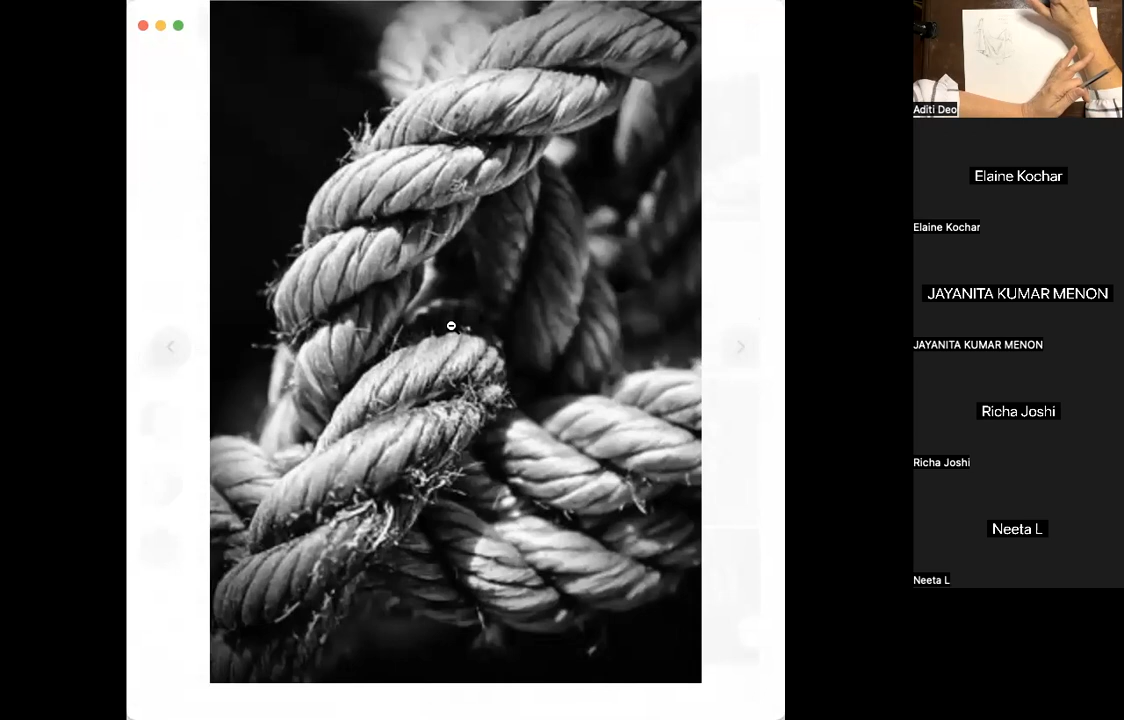 Aditi Deo
Elaine Kochar
Elaine Kochar
JAYANITA KUMAR MENON
JAYANITA KUMAR MENON
Richa Joshi
Richa Joshi
Neeta L
Neeta L